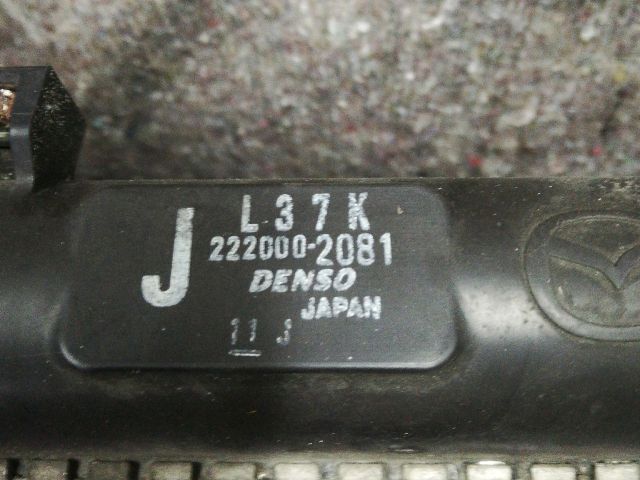 J
L37K
222000-2081
DENSO
JAPAN
11 J